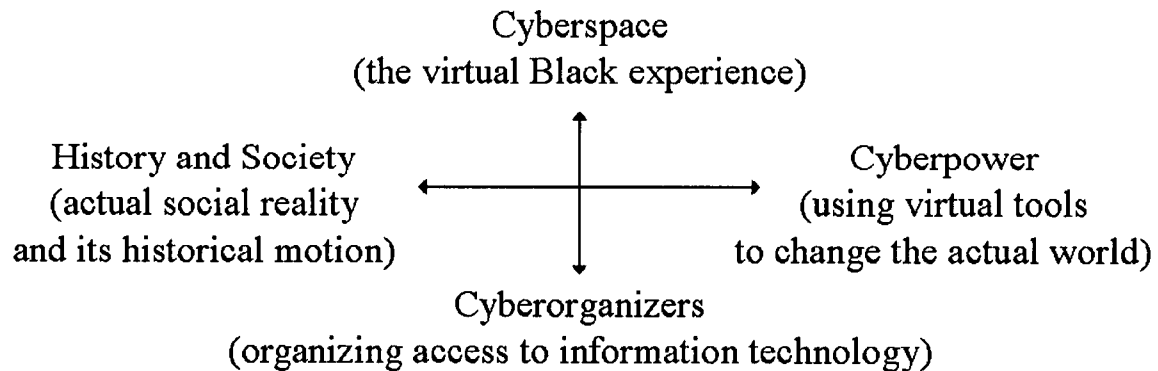 Cyberspace
(the virtual Black experience)
History and Society
(actual social reality
and its historical motion)
Cyberpower
(using virtual tools
to change the actual world)
Cyberorganizers
(organizing access to information technology)